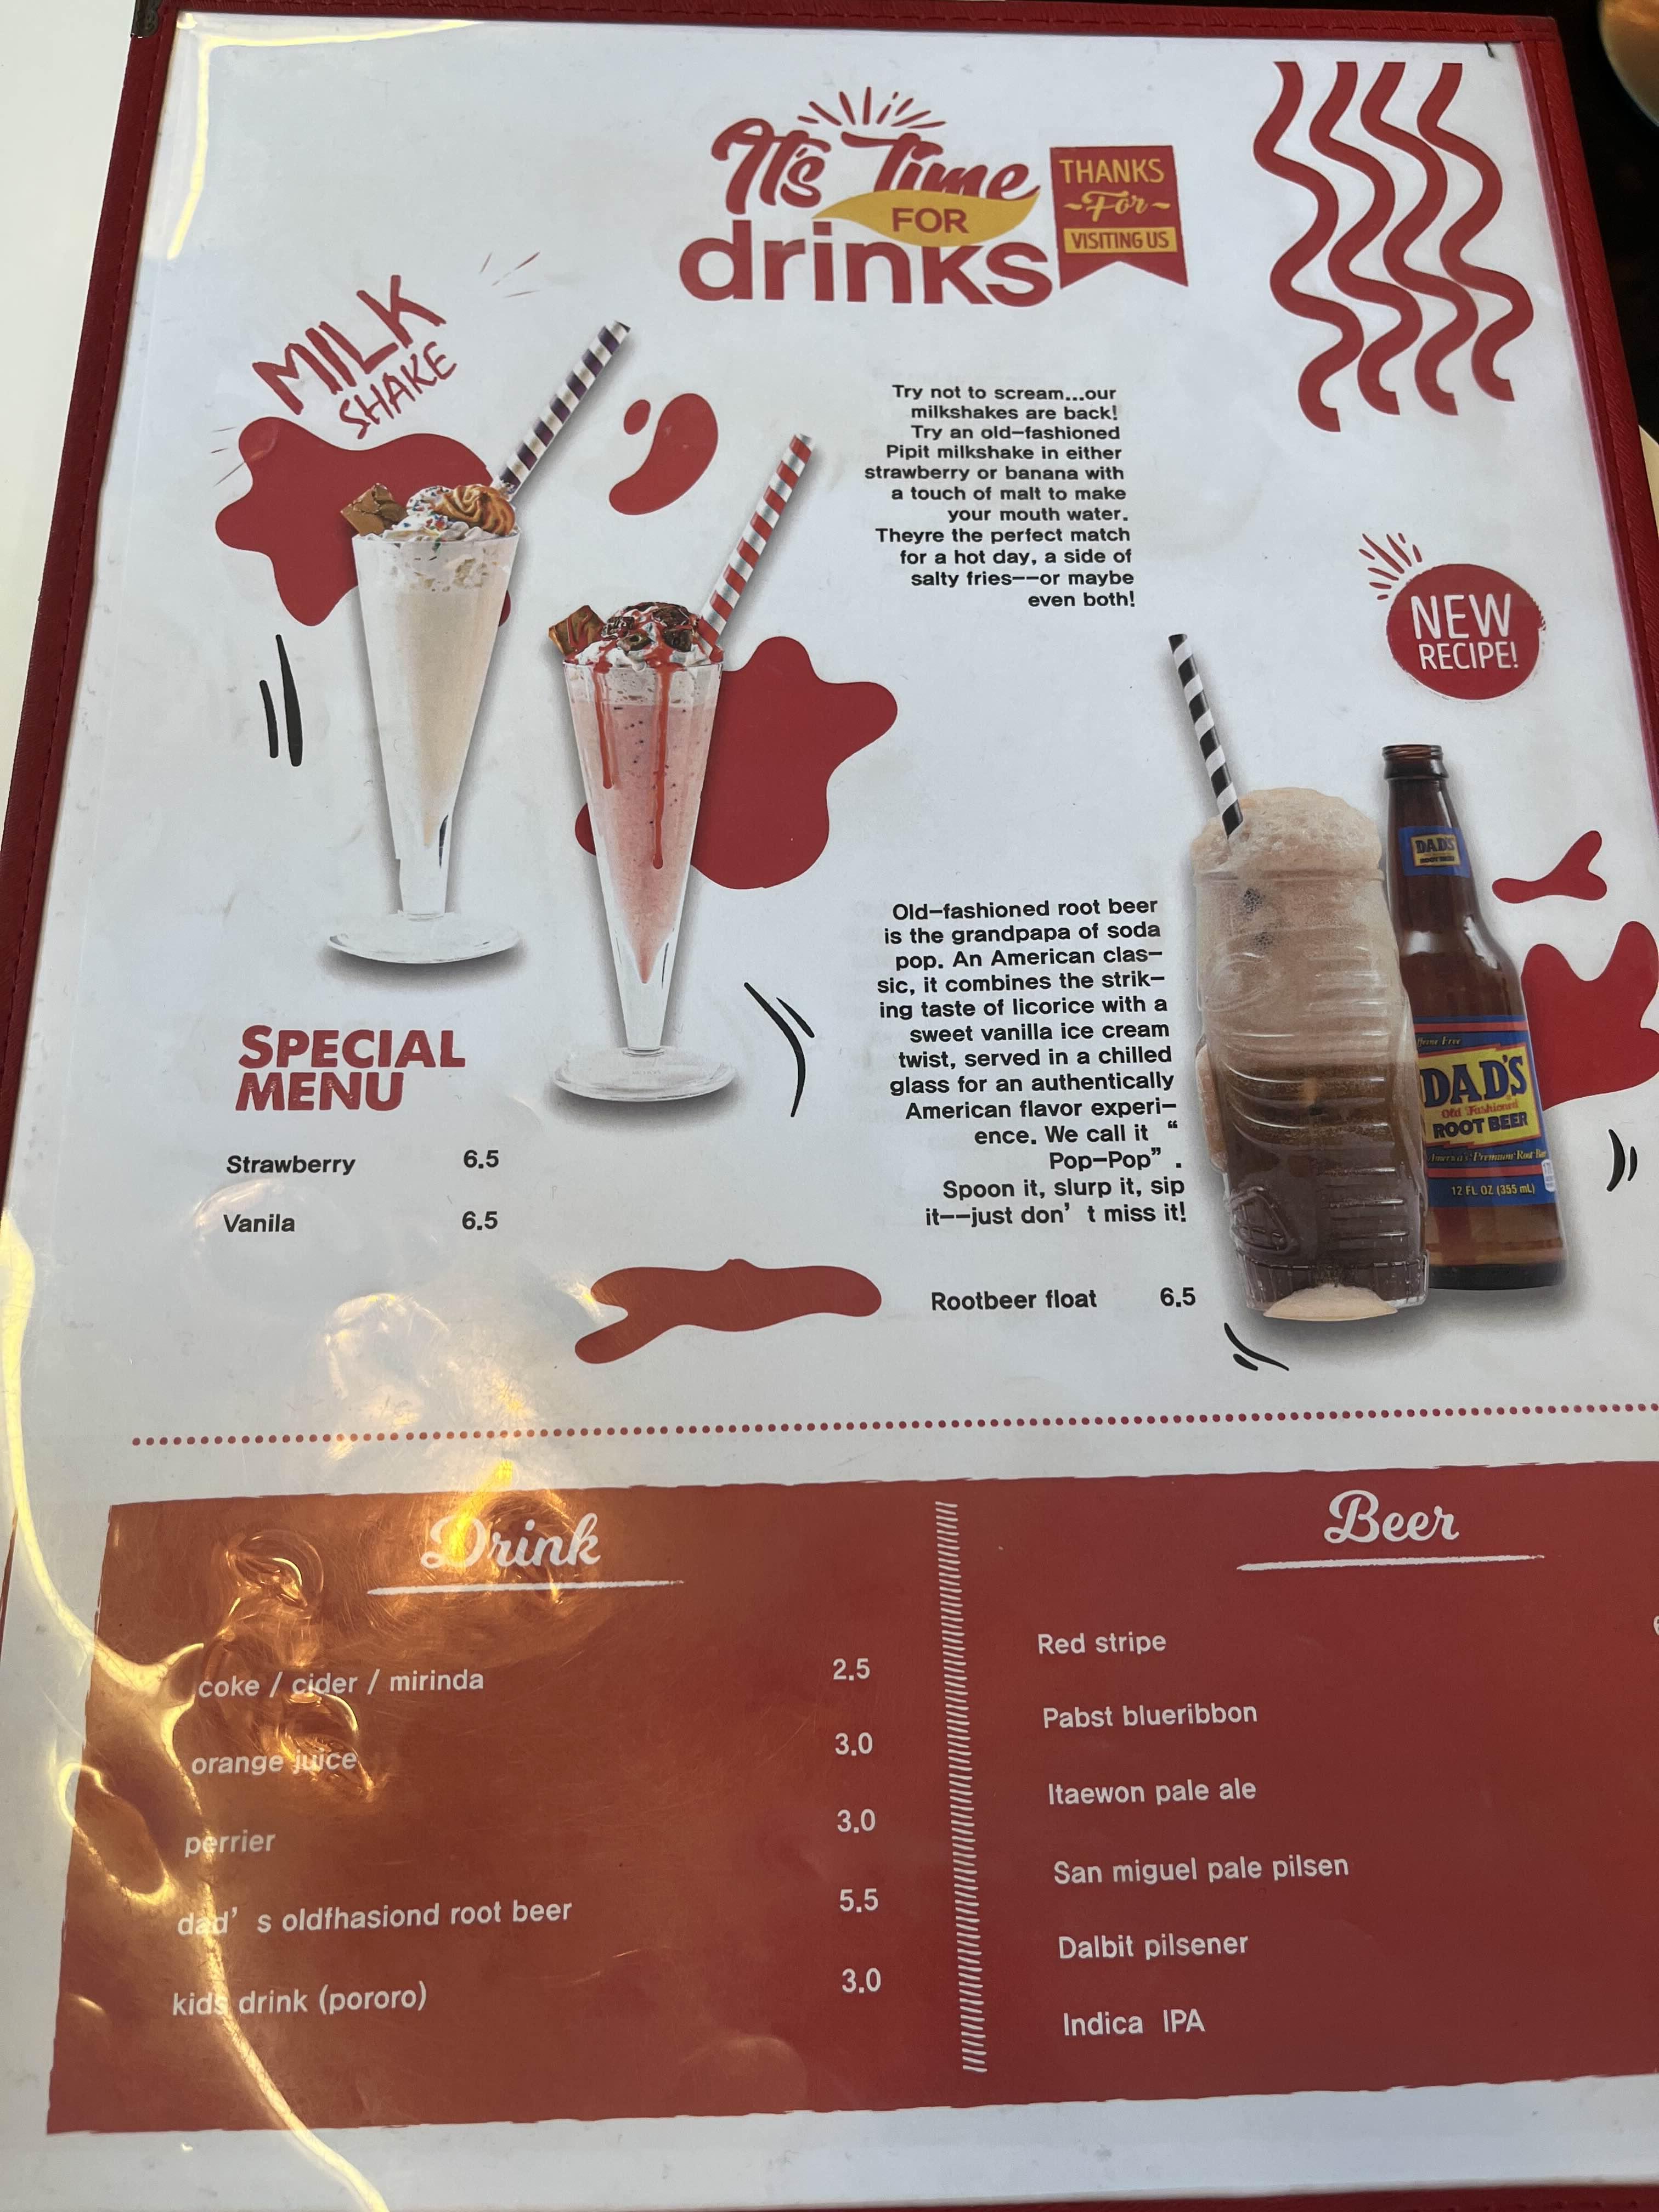 It's Time
FOR
drinks
THANKS
~For~
VISITING US
MILK
SHAKE
Try not to scream...our
milkshakes are back!
Try an old-fashioned
Pipit milkshake in either
strawberry or banana with
a touch of malt to make
your mouth water.
Theyre the perfect match
for a hot day, a side of
salty fries--or maybe
even both!
NEW
RECIPE!
SPECIAL
MENU
Strawberry 6.5
Vanila 6.5
Old-fashioned root beer
is the grandpapa of soda
pop. An American clas-
sic, it combines the strik-
ing taste of licorice with a
sweet vanilla ice cream
twist, served in a chilled
glass for an authentically
American flavor experi-
ence. We call it “
Pop-Pop” .
Spoon it, slurp it, sip
it--just don’ t miss it!
Rootbeer float 6.5
DAD'S
ROOT BEER
Free
DAD'S
Old Fashioned
ROOT BEER
America's Premium Root
12 FL OZ (355 mL)
Drink
coke / cider / mirinda 2.5
orange juice 3.0
perrier 3.0
dad’ s oldfhasiond root beer 5.5
kids drink (pororo) 3.0
Beer
Red stripe
Pabst blueribbon
Itaewon pale ale
San miguel pale pilsen
Dalbit pilsener
Indica IPA